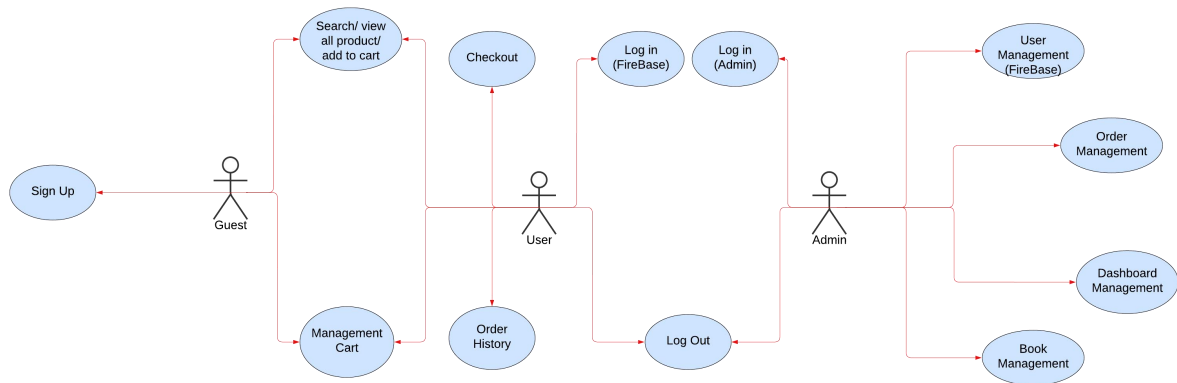 Search/ view
all product/
add to cart
Checkout
Log in
(FireBase)
Log in
(Admin)
User
Management
(FireBase)
Order
Management
Sign Up
Guest
User
Admin
Dashboard
Management
Management
Cart
Order
History
Log Out
Book
Management